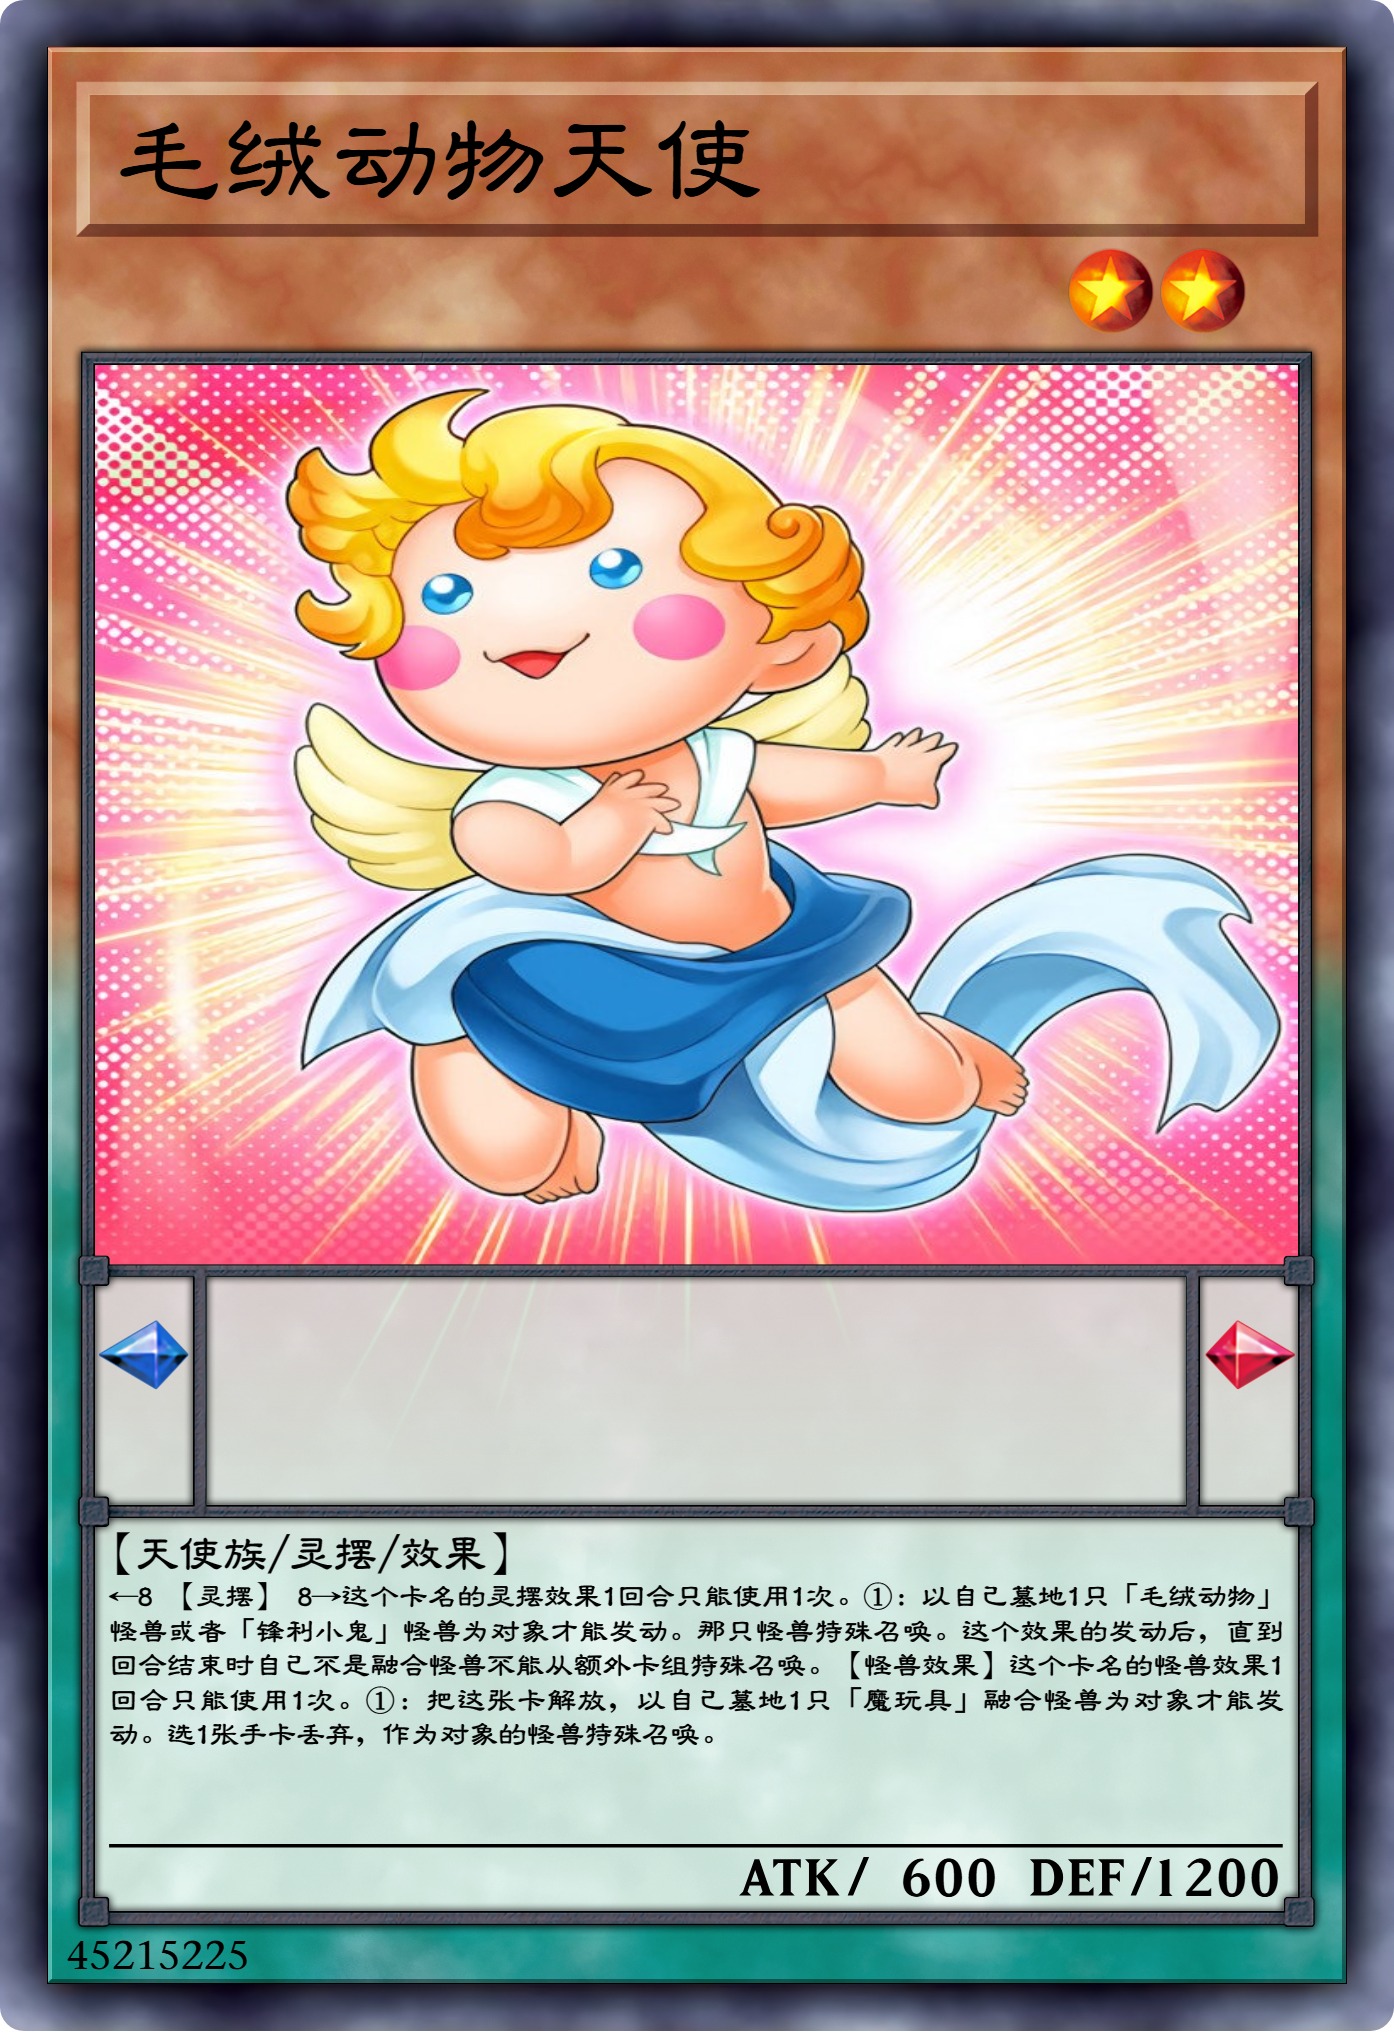 毛绒动物天使
【天使族/灵摆/效果】
←8 【灵摆】 8→这个卡名的灵摆效果1回合只能使用1次。①：以自己墓地1只「毛绒动物」
怪兽或者「锋利小鬼」怪兽为对象才能发动。那只怪兽特殊召唤。这个效果的发动后，直到
回合结束时自己不是融合怪兽不能从额外卡组特殊召唤。【怪兽效果】这个卡名的怪兽效果1
回合只能使用1次。①：把这张卡解放，以自己墓地1只「魔玩具」融合怪兽为对象才能发
动。选1张手卡丢弃，作为对象的怪兽特殊召唤。
ATK/ 600 DEF/1200
45215225